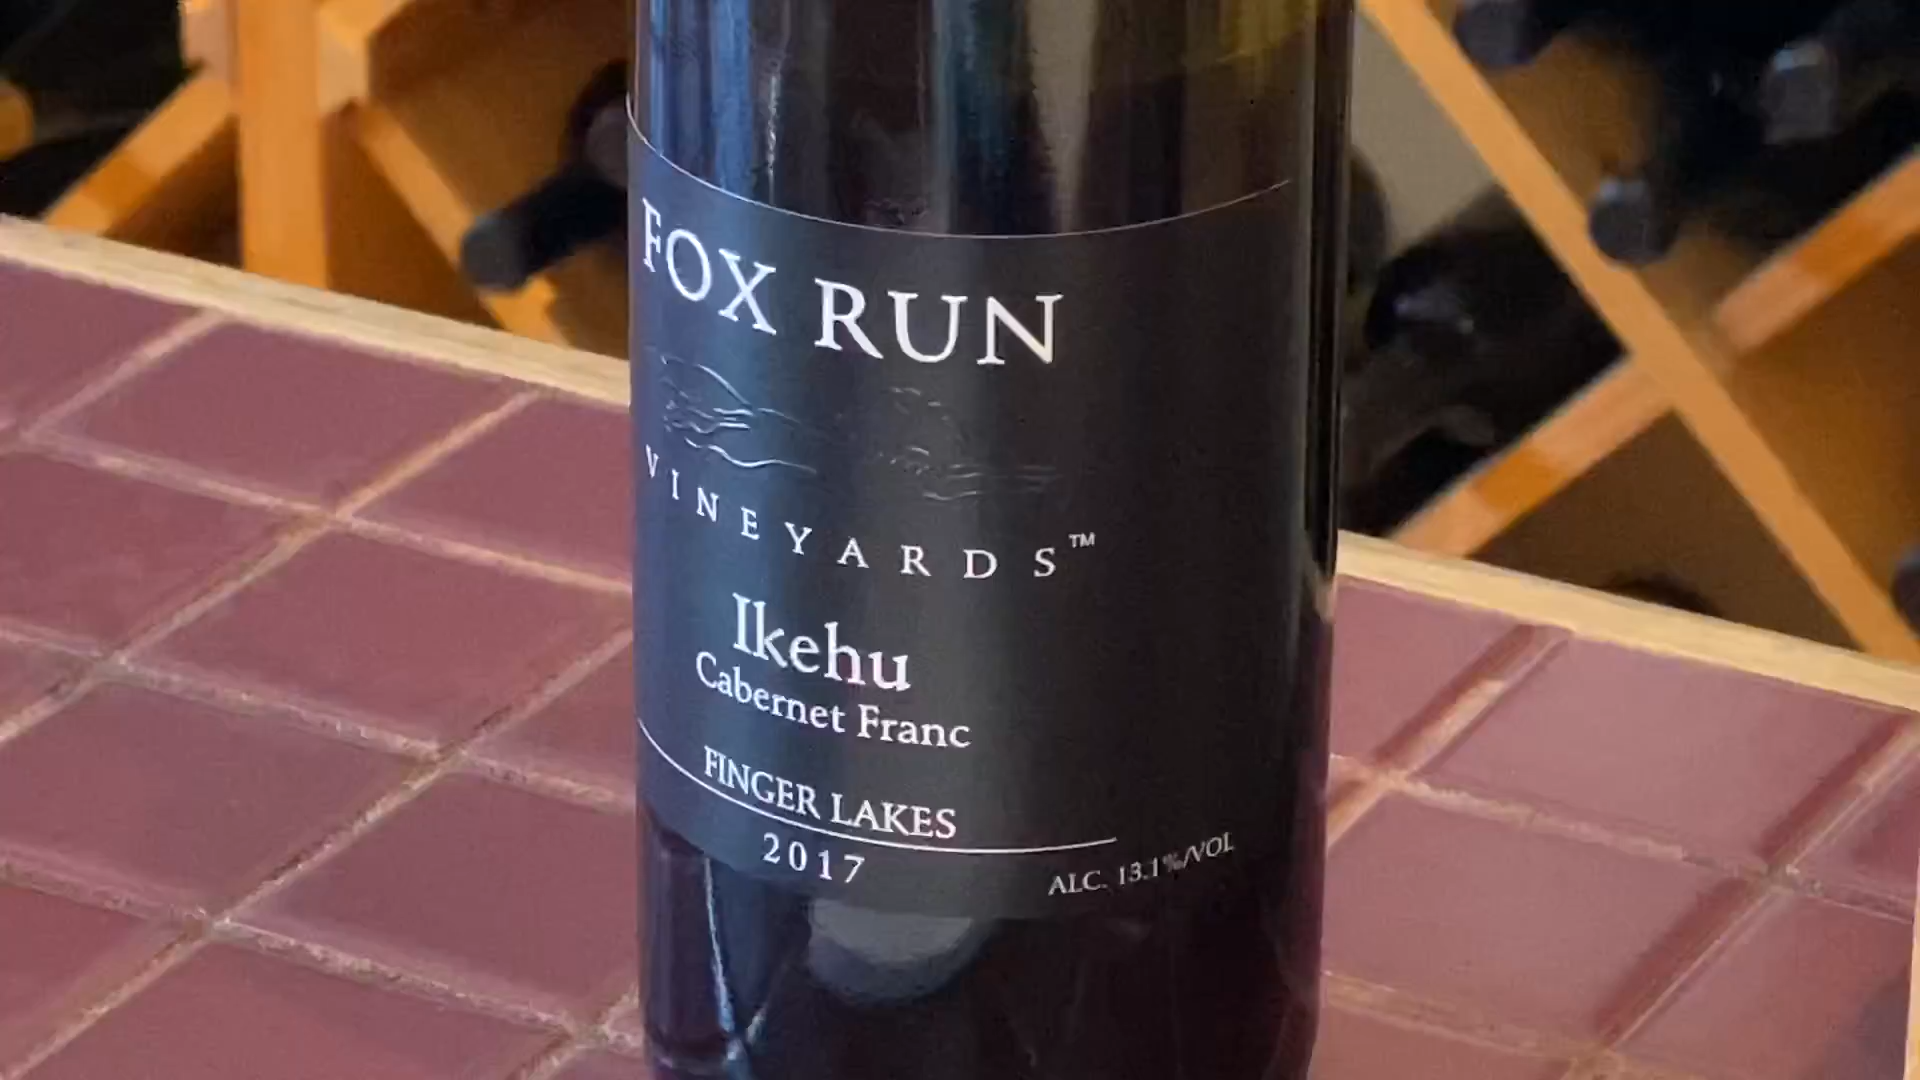 FOX RUN
VINEYARDS™
Ikehu
Cabernet Franc
FINGER LAKES
2017
ALC. 13.1%/VOL